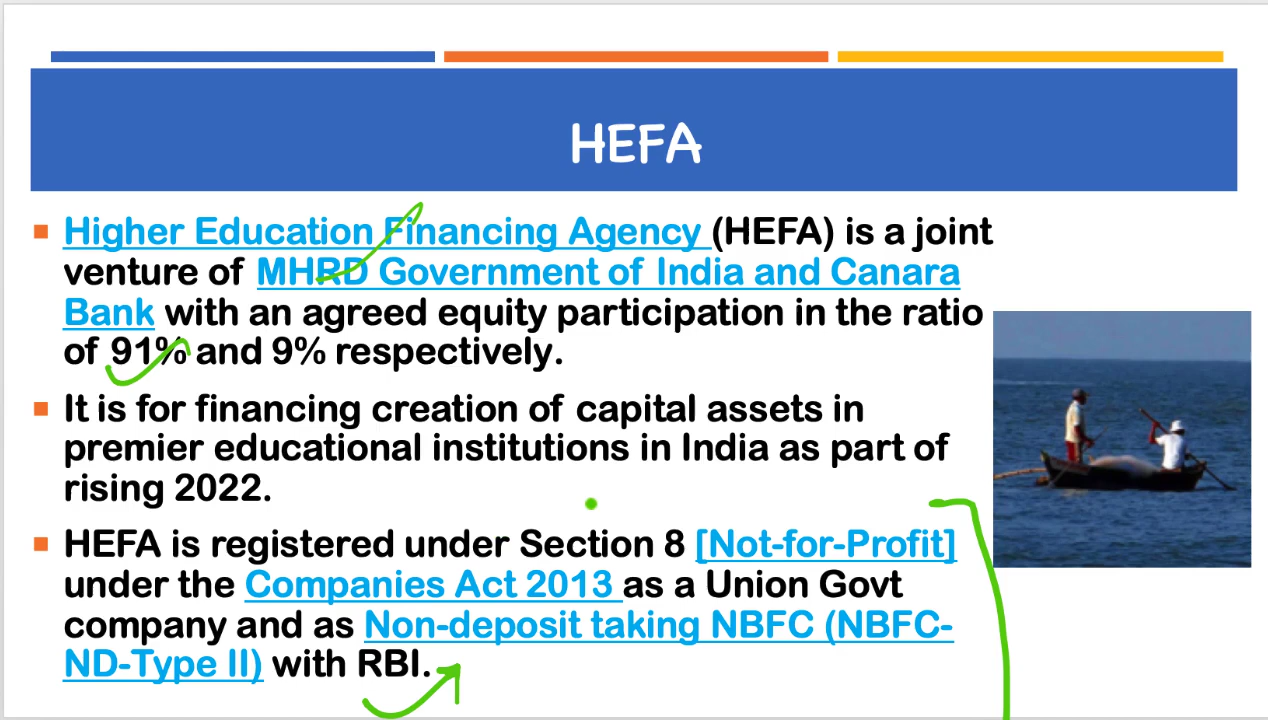 HEFA
Higher Education Financing Agency (HEFA) is a joint
venture of MHRD Government of India and Canara
Bank with an agreed equity participation in the ratio
of 91% and 9% respectively.
It is for financing creation of capital assets in
premier educational institutions in India as part of
rising 2022.
HEFA is registered under Section 8 [Not-for-Profit]
under the Companies Act 2013 as a Union Govt
company and as Non-deposit taking NBFC (NBFC-
ND-Type II) with RBI.